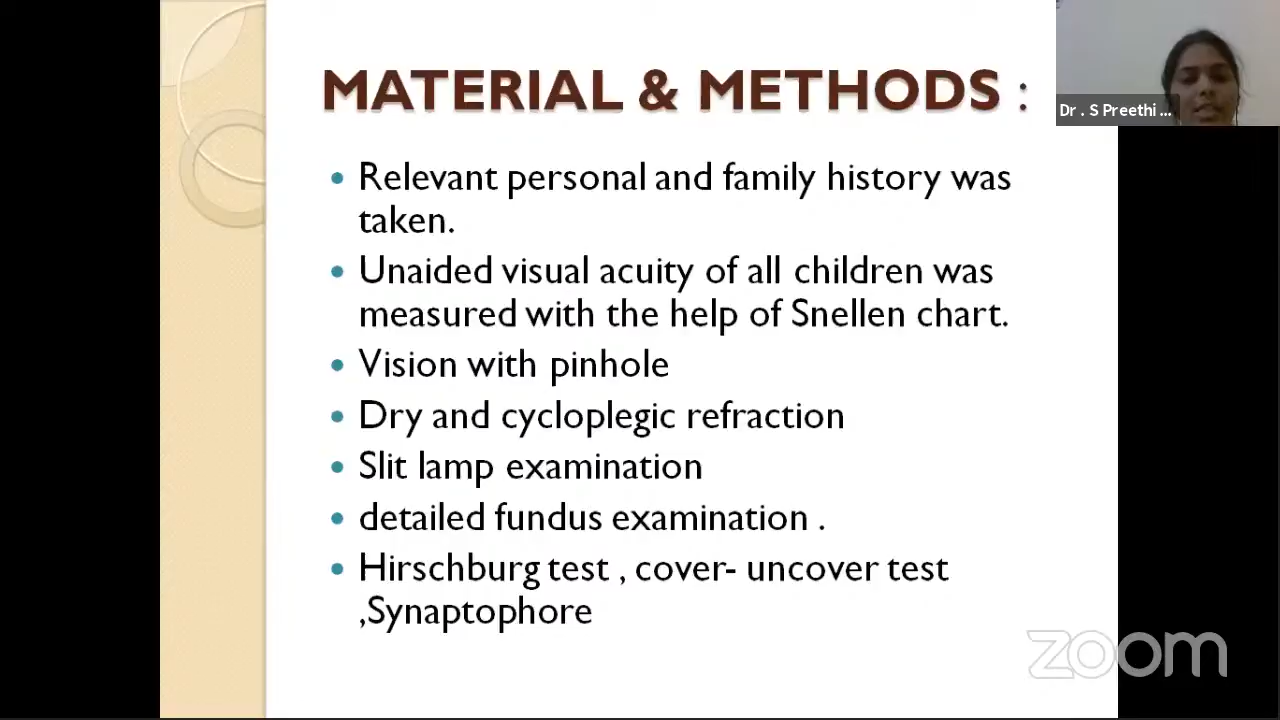 MATERIAL & METHODS :
Dr . S Preethi ...
• Relevant personal and family history was
taken.
• Unaided visual acuity of all children was
measured with the help of Snellen chart.
• Vision with pinhole
• Dry and cycloplegic refraction
• Slit lamp examination
• detailed fundus examination .
• Hirschburg test , cover- uncover test
,Synaptophore
zoom